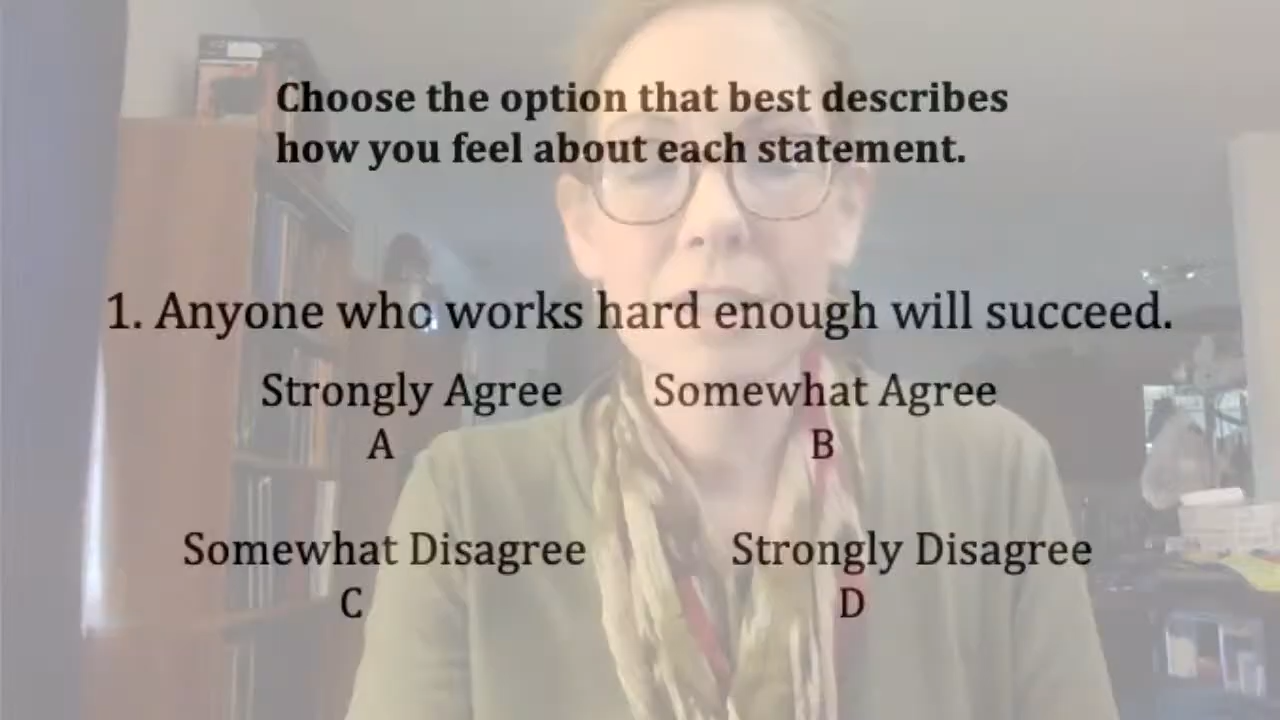 Choose the option that best describes
how you feel about each statement.
1. Anyone who works hard enough will succeed.
Strongly Agree Somewhat Agree
A B
Somewhat Disagree Strongly Disagree
C D